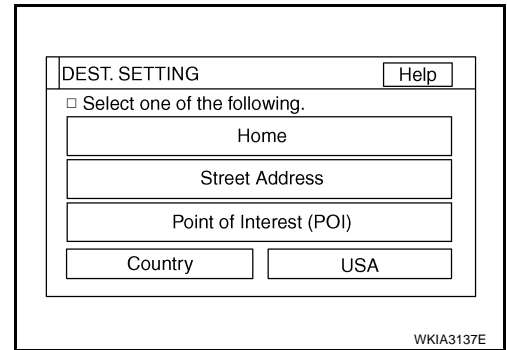 DEST. SETTING Help
□ Select one of the following.
Home
Street Address
Point of Interest (POI)
Country USA
WKIA3137E